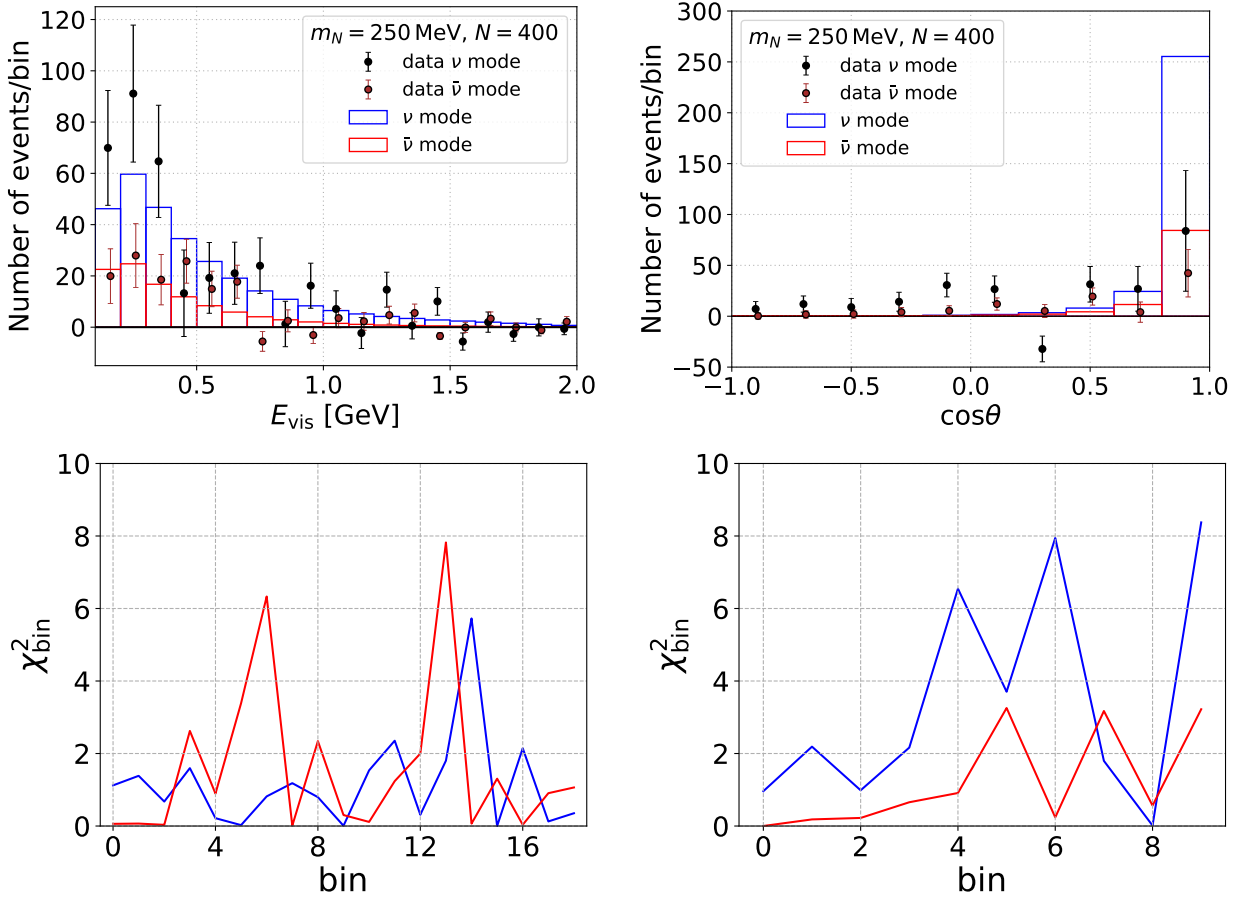 120
100
80
60
40
20
0
Number of events/bin
m_N = 250 MeV, N = 400
data ν mode
data ν̄ mode
ν mode
ν̄ mode
0.5
1.0
1.5
2.0
E_vis [GeV]
300
250
200
150
100
50
0
−50
Number of events/bin
m_N = 250 MeV, N = 400
data ν mode
data ν̄ mode
ν mode
ν̄ mode
−1.0
−0.5
0.0
0.5
1.0
cosθ
10
8
6
4
2
0
χ²_bin
0
4
8
12
16
bin
10
8
6
4
2
0
χ²_bin
0
2
4
6
8
bin